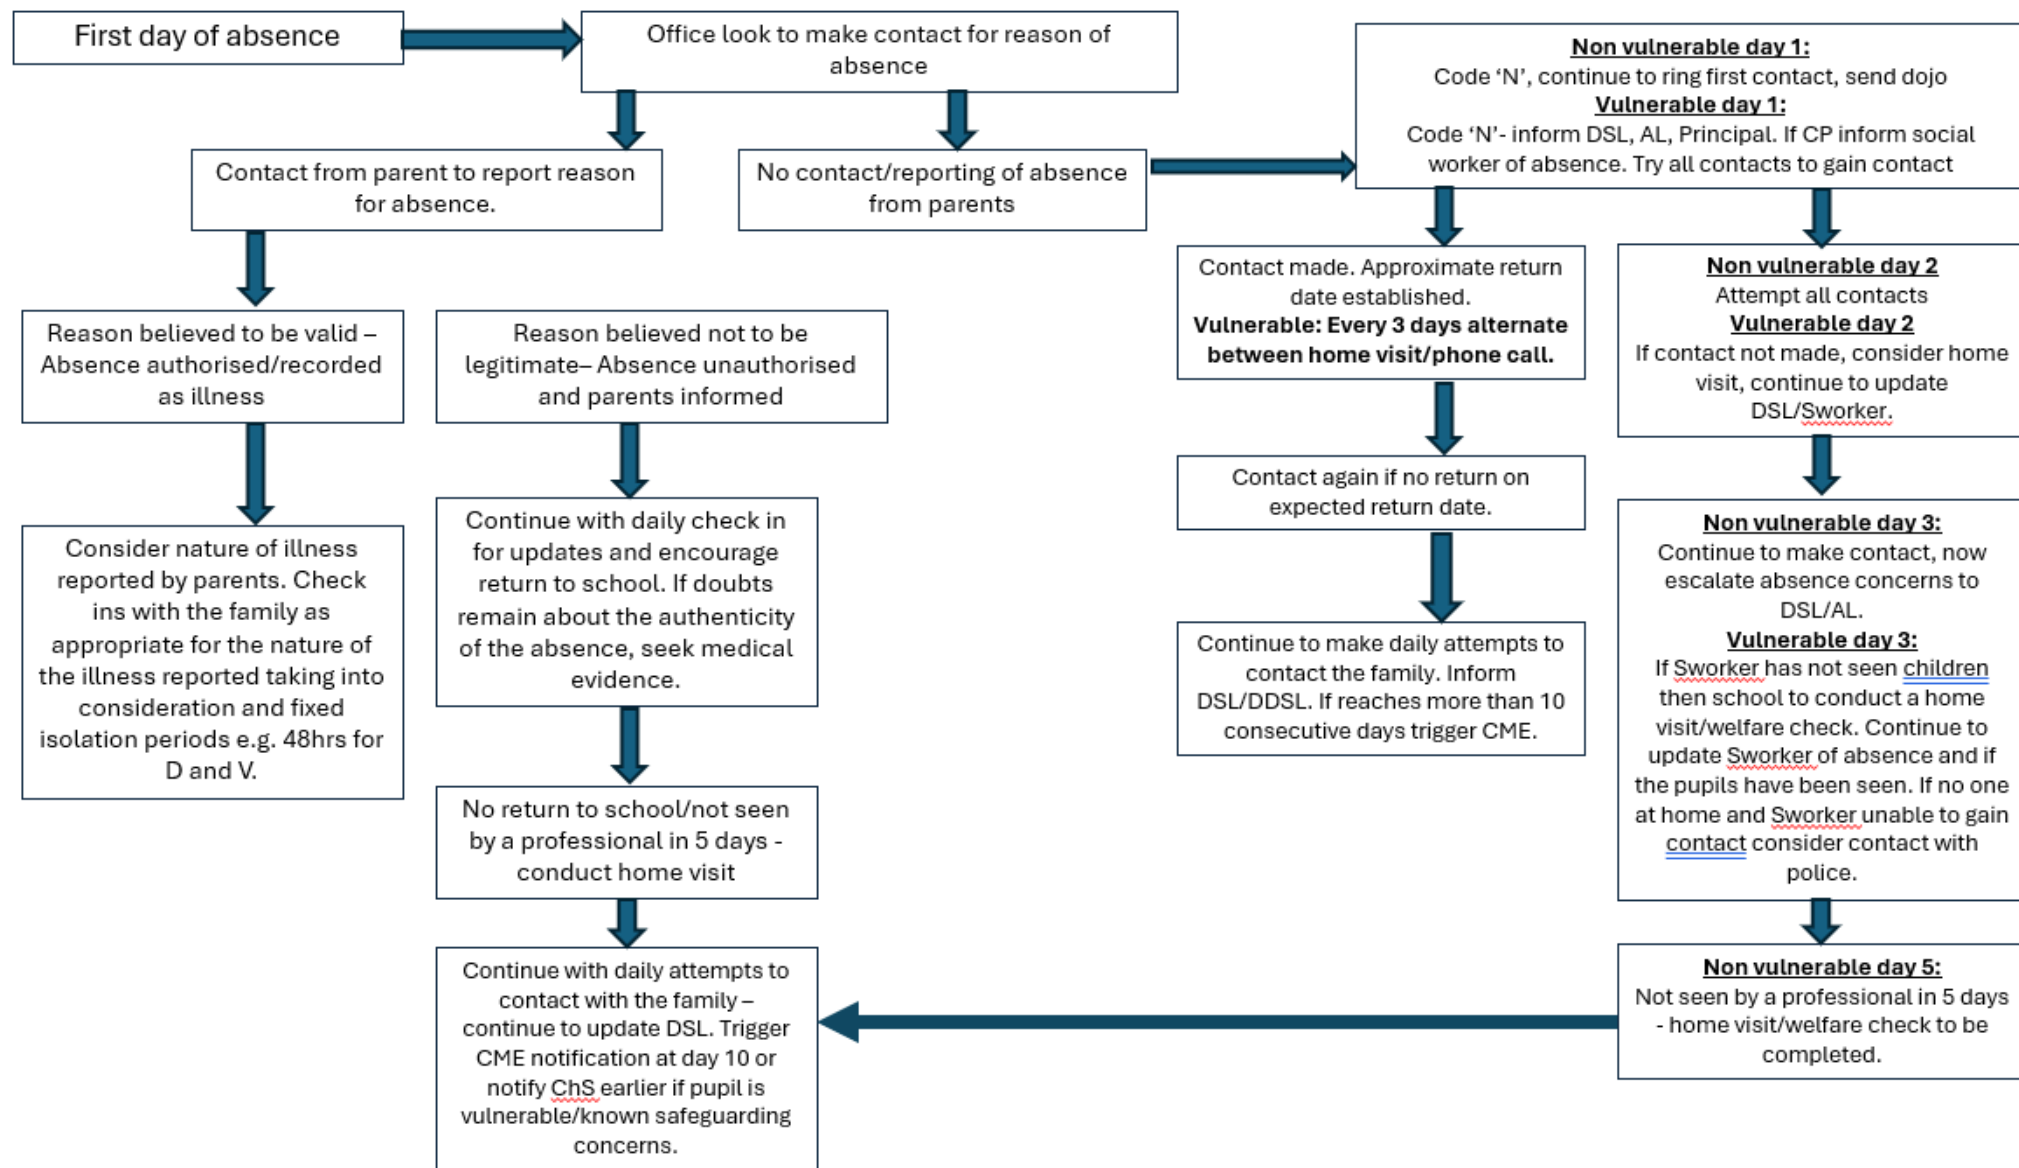 First day of absence
Office look to make contact for reason of
absence
Non vulnerable day 1:
Code ‘N’, continue to ring first contact, send dojo
Vulnerable day 1:
Code ‘N’- inform DSL, AL, Principal. If CP inform social
worker of absence. Try all contacts to gain contact
Contact from parent to report reason
for absence.
No contact/reporting of absence
from parents
Reason believed to be valid –
Absence authorised/recorded
as illness
Reason believed not to be
legitimate– Absence unauthorised
and parents informed
Contact made. Approximate return
date established.
Vulnerable: Every 3 days alternate
between home visit/phone call.
Non vulnerable day 2
Attempt all contacts
Vulnerable day 2
If contact not made, consider home
visit, continue to update
DSL/Sworker.
Consider nature of illness
reported by parents. Check
ins with the family as
appropriate for the nature of
the illness reported taking into
consideration and fixed
isolation periods e.g. 48hrs for
D and V.
Continue with daily check in
for updates and encourage
return to school. If doubts
remain about the authenticity
of the absence, seek medical
evidence.
Contact again if no return on
expected return date.
Non vulnerable day 3:
Continue to make contact, now
escalate absence concerns to
DSL/AL.
Vulnerable day 3:
If Sworker has not seen children
then school to conduct a home
visit/welfare check. Continue to
update Sworker of absence and if
the pupils have been seen. If no one
at home and Sworker unable to gain
contact consider contact with
police.
Continue to make daily attempts to
contact the family. Inform
DSL/DDSL. If reaches more than 10
consecutive days trigger CME.
No return to school/not seen
by a professional in 5 days -
conduct home visit
Continue with daily attempts to
contact with the family –
continue to update DSL. Trigger
CME notification at day 10 or
notify ChS earlier if pupil is
vulnerable/known safeguarding
concerns.
Non vulnerable day 5:
Not seen by a professional in 5 days
- home visit/welfare check to be
completed.